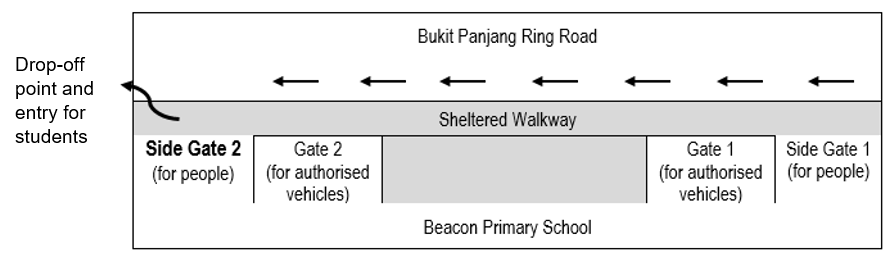 Bukit Panjang Ring Road
Drop-off
point and
entry for
students
Sheltered Walkway
Side Gate 2
(for people)
Gate 2
(for authorised
vehicles)
Gate 1
(for authorised
vehicles)
Side Gate 1
(for people)
Beacon Primary School